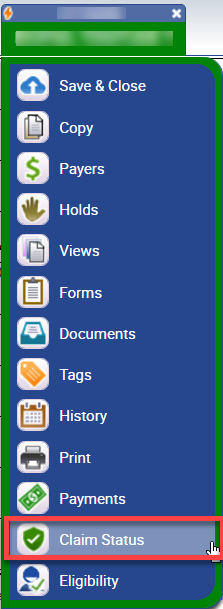 Save & Close
Copy
Payers
Holds
Views
Forms
Documents
Tags
History
Print
Payments
Claim Status
Eligibility